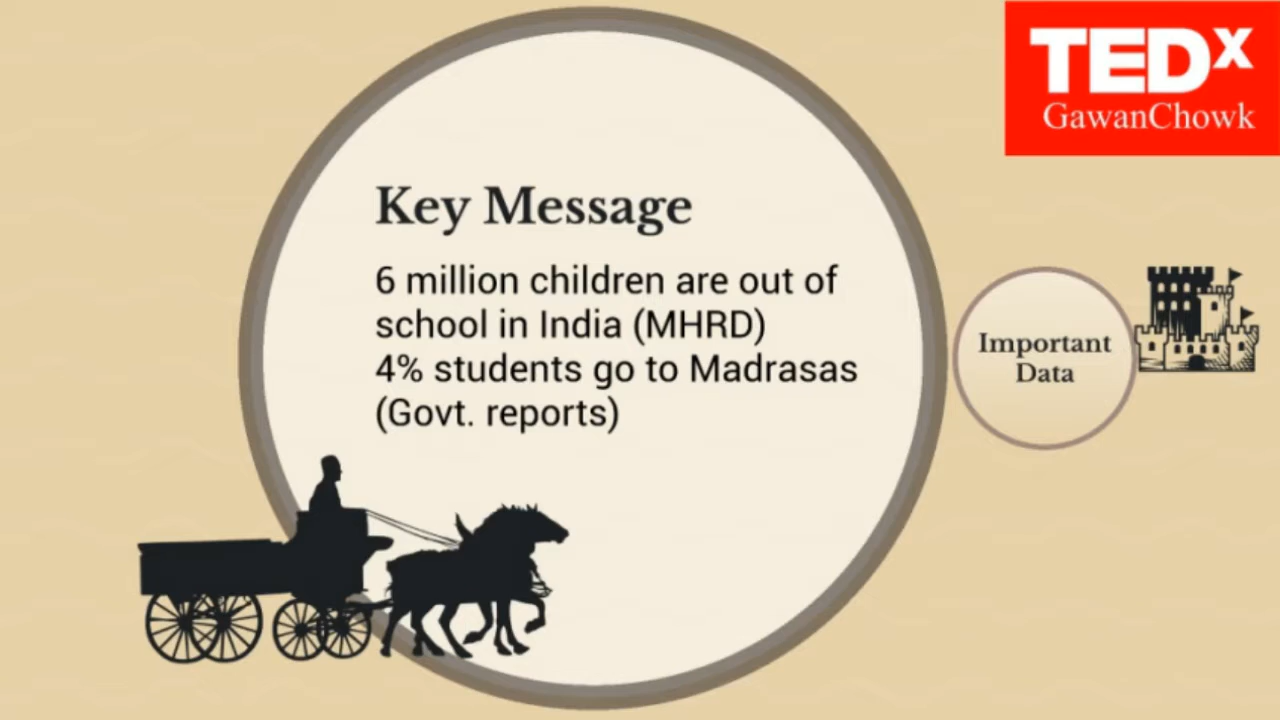 TEDx
GawanChowk
Key Message
6 million children are out of
school in India (MHRD)
4% students go to Madrasas
(Govt. reports)
Important
Data